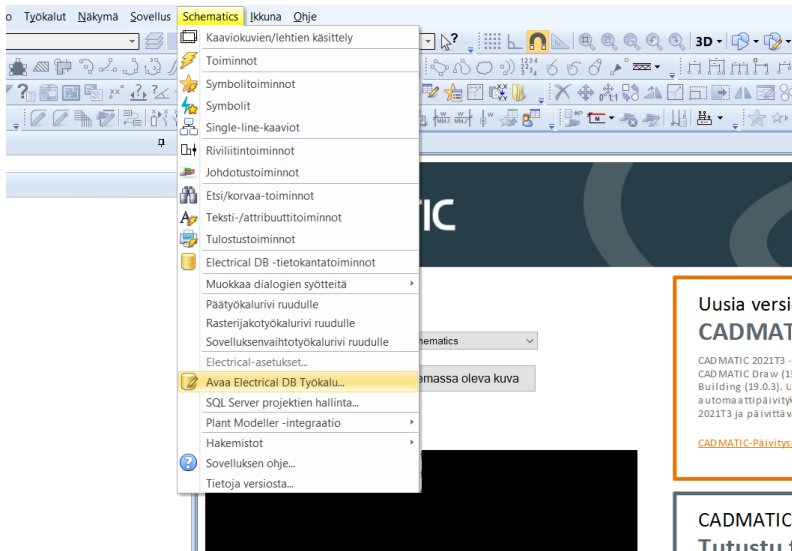 o Työkalut Näkymä Sovellus Schematics Ikkuna Ohje
3D
Kaaviokuvien/lehtien käsittely
Toiminnot
Symbolitoiminnot
Symbolit
Single-line-kaaviot
Riviliitintoiminnot
Johdotustoiminnot
Etsi/korvaa-toiminnot
Teksti-/attribuuttitoiminnot
Tulostustoiminnot
Electrical DB -tietokantatoiminnot
Muokkaa dialogien syötteitä
Päätyökalurivi ruudulle
Rasterijakotyökalurivi ruudulle
Sovelluksenvaihtotyökalurivi ruudulle
Electrical-asetukset...
Avaa Electrical DB Työkalu...
SQL Server projektien hallinta...
Plant Modeller -integraatio
Hakemistot
Sovelluksen ohje...
Tietoja versiosta...
IC
hematics
emassa oleva kuva
Uusia versi
CADMAT
CADMATIC 2021T3 -
CADMATIC Draw (1
Building (19.0.3). U
automaattipäivityk
2021T3 ja päivittäv
CADMATIC-Päivitys
CADMATIC
Tutustu t